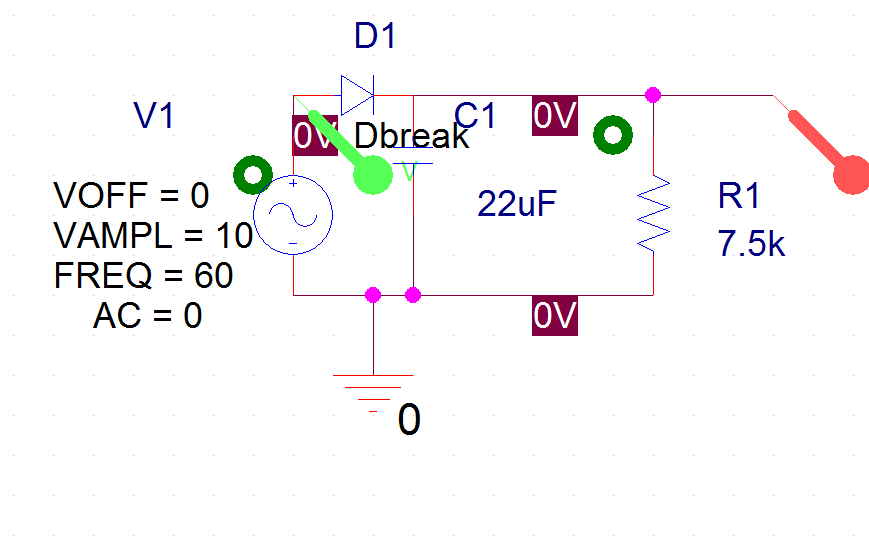 D1
V1
C1
0V
0V
Dbreak
V
VOFF = 0
22uF
R1
VAMPL = 10
7.5k
FREQ = 60
AC = 0
0V
0